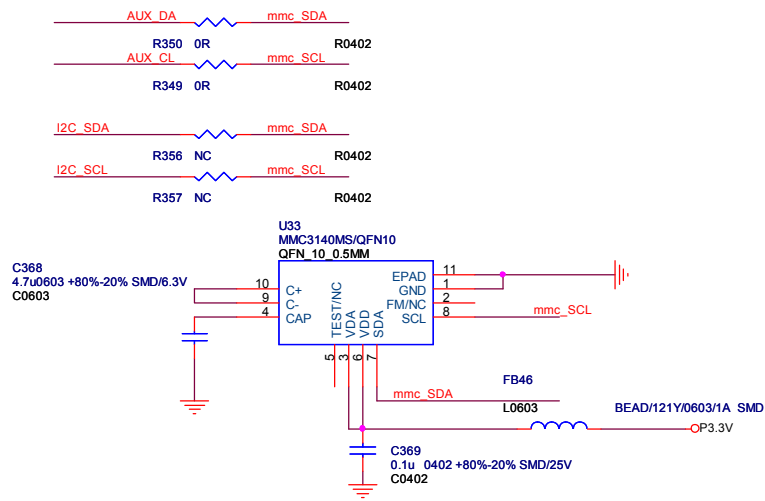 AUX_DA mmc_SDA
R350 0R R0402
AUX_CL mmc_SCL
R349 0R R0402
I2C_SDA mmc_SDA
R356 NC R0402
I2C_SCL mmc_SCL
R357 NC R0402
U33
MMC3140MS/QFN10
QFN_10_0.5MM
C368
4.7u0603 +80%-20% SMD/6.3V
C0603
10 C+
9 C-
4 CAP
EPAD 11
GND 1
FM/NC 2
SCL 8
mmc_SCL
TEST/NC
VDA
VDD
SDA
5
3
6
7
mmc_SDA
FB46
L0603
BEAD/121Y/0603/1A SMD
P3.3V
C369
0.1u 0402 +80%-20% SMD/25V
C0402